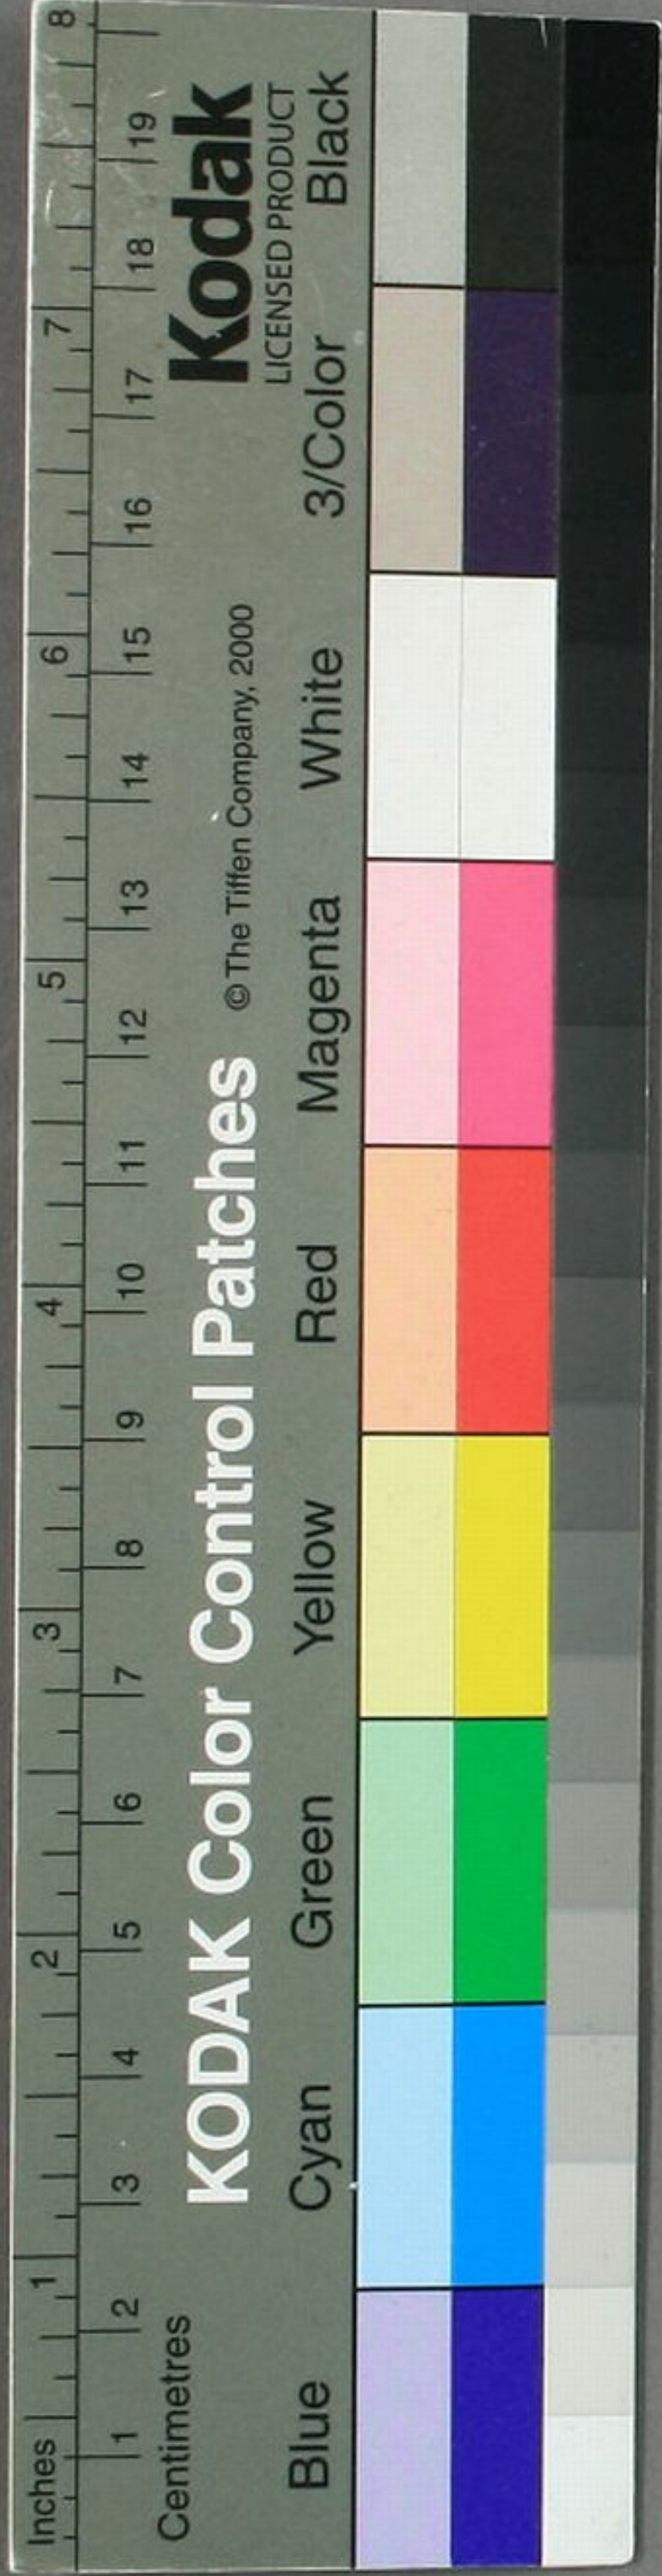 Inches 1 2 3 4 5 6 7 8
1 2 3 4 5 6 7 8 9 10 11 12 13 14 15 16 17 18 19
Centimetres
KODAK Color Control Patches © The Tiffen Company, 2000 Kodak
LICENSED PRODUCT
Blue Cyan Green Yellow Red Magenta White 3/Color Black